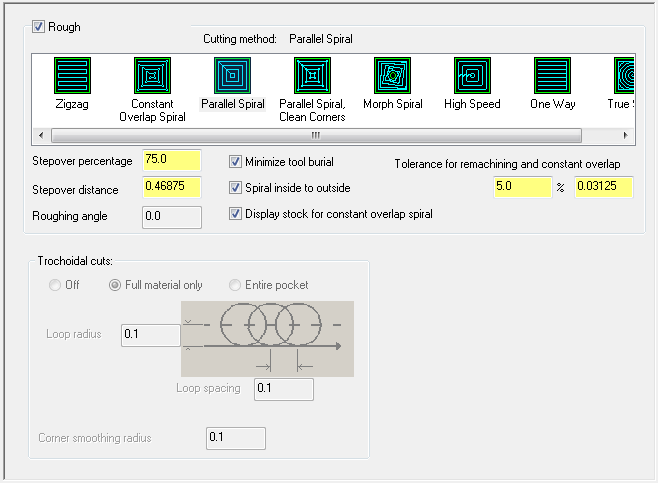 Rough
Cutting method: Parallel Spiral
Zigzag
Constant
Overlap Spiral
Parallel Spiral
Parallel Spiral,
Clean Corners
Morph Spiral
High Speed
One Way
True S
Stepover percentage 75.0
Minimize tool burial
Tolerance for remachining and constant overlap
Stepover distance 0.46875
Spiral inside to outside
5.0 % 0.03125
Roughing angle 0.0
Display stock for constant overlap spiral
Trochoidal cuts:
Off Full material only Entire pocket
Loop radius 0.1
Loop spacing 0.1
Corner smoothing radius 0.1